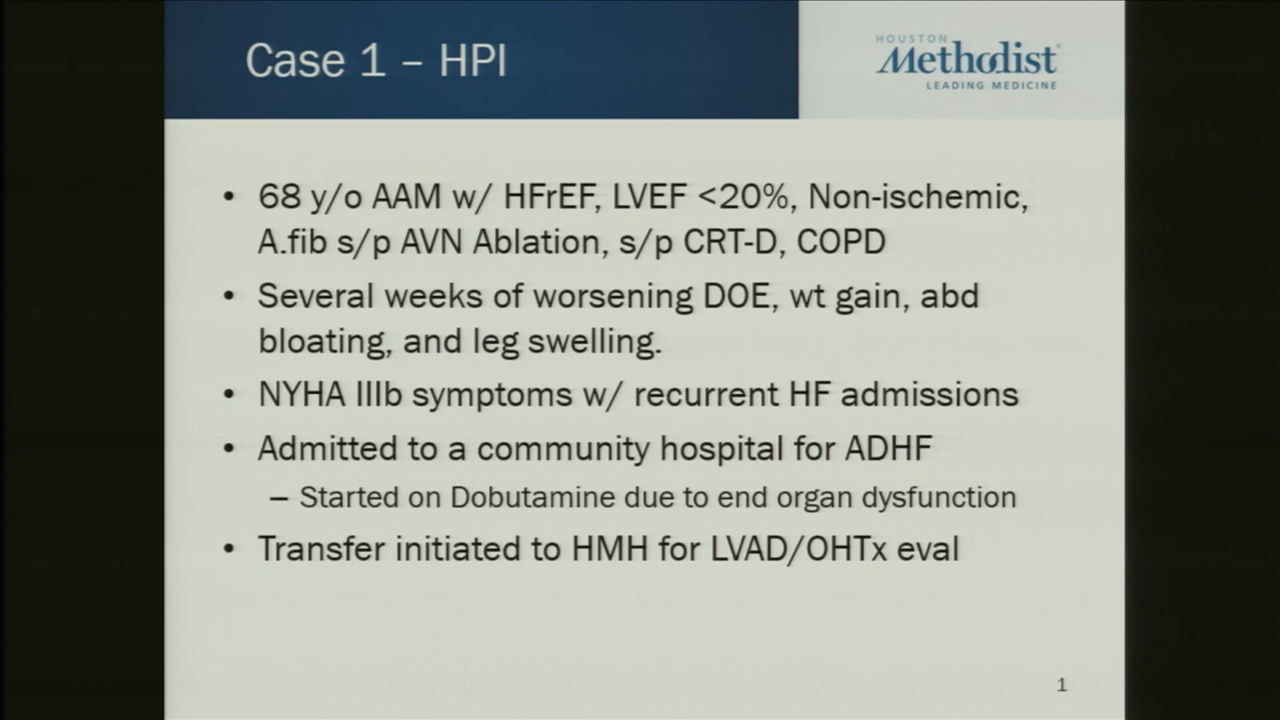 Case 1 – HPI
HOUSTON
Methodist
LEADING MEDICINE
• 68 y/o AAM w/ HFrEF, LVEF <20%, Non-ischemic,
A.fib s/p AVN Ablation, s/p CRT-D, COPD
• Several weeks of worsening DOE, wt gain, abd
bloating, and leg swelling.
• NYHA IIIb symptoms w/ recurrent HF admissions
• Admitted to a community hospital for ADHF
– Started on Dobutamine due to end organ dysfunction
• Transfer initiated to HMH for LVAD/OHTx eval
1